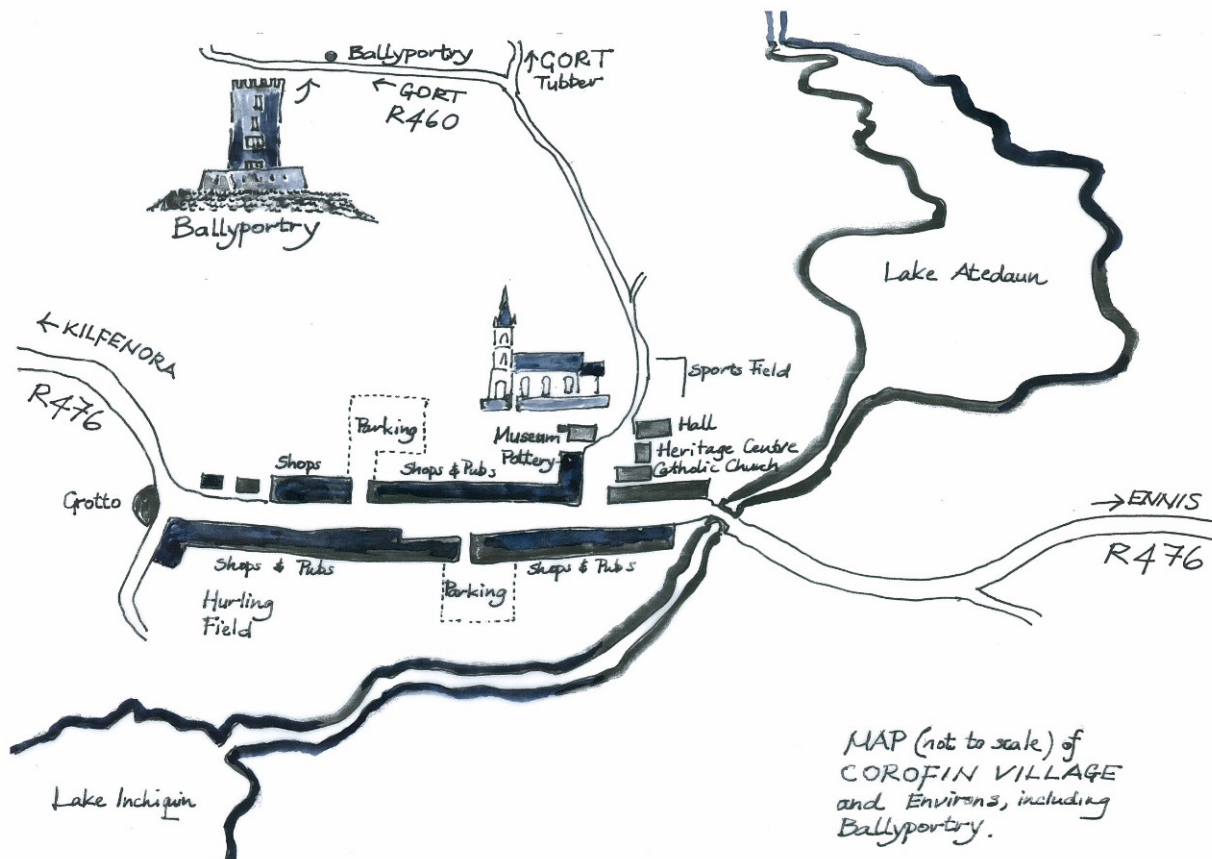 Ballyportry
↑GORT
Tubber
←GORT
R460
Ballyportry
Lake Atedaun
←KILFENORA
R476
Sports Field
Parking
Museum
Hall
Pottery
Heritage Centre
Shops
Shops & Pubs
Catholic Church
Grotto
→ENNIS
R476
Shops & Pubs
Parking
Shops & Pubs
Hurling
Field
Lake Inchiquin
MAP (not to scale) of
COROFIN VILLAGE
and Environs, including
Ballyportry.